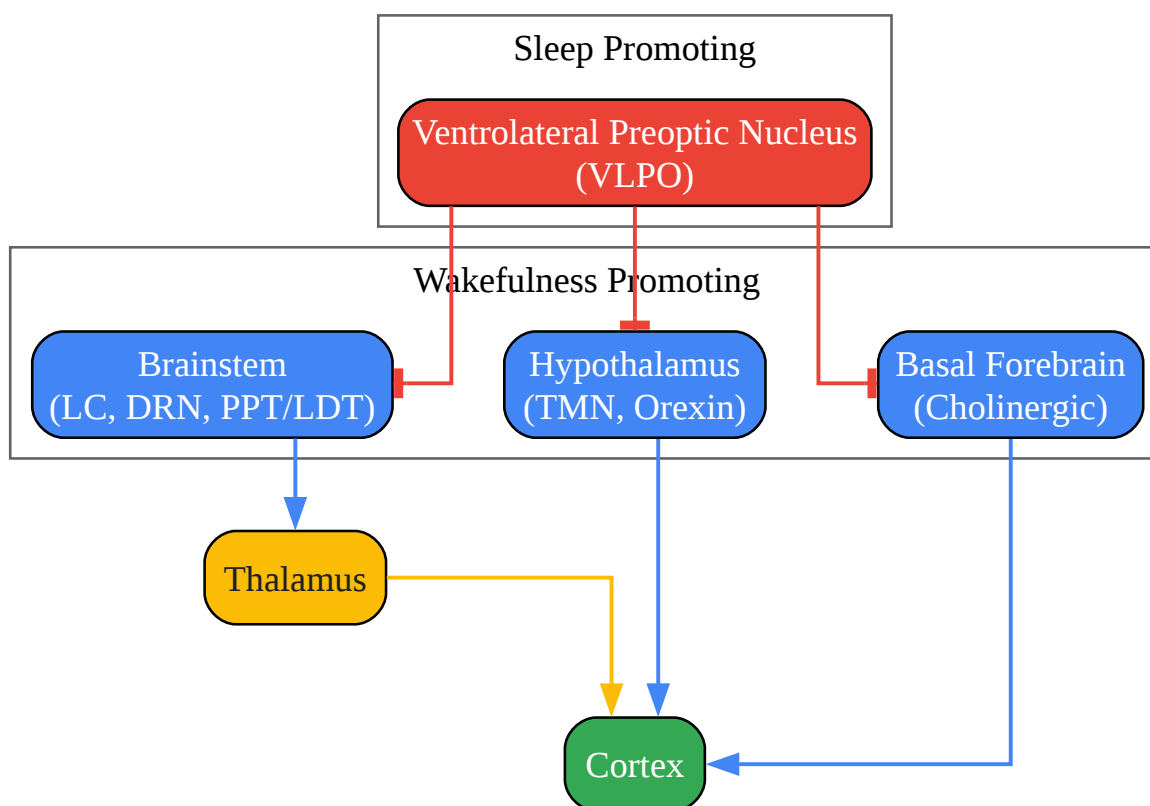 Sleep Promoting
Ventrolateral Preoptic Nucleus
(VLPO)
Wakefulness Promoting
Brainstem
(LC, DRN, PPT/LDT)
Hypothalamus
(TMN, Orexin)
Basal Forebrain
(Cholinergic)
Thalamus
Cortex